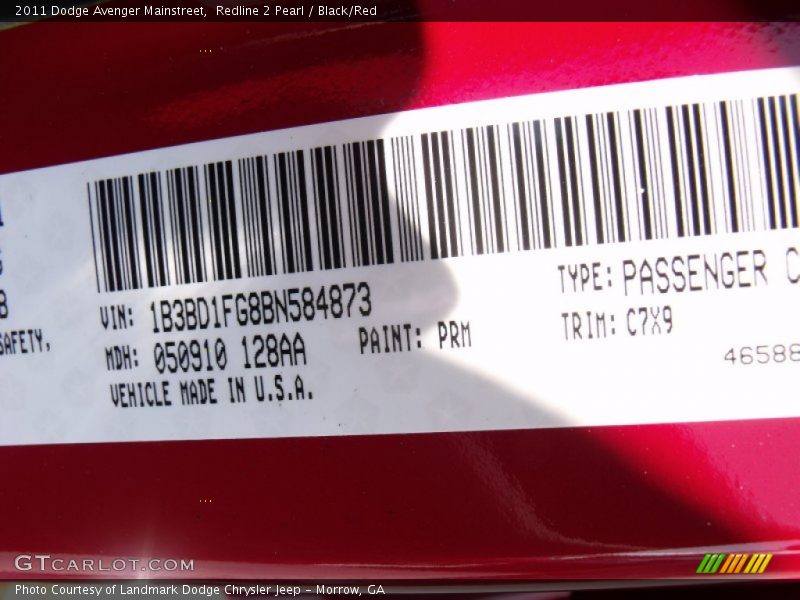 2011 Dodge Avenger Mainstreet,  Redline 2 Pearl / Black/Red
SAFETY,
VIN: 1B3BD1FG8BN584873
MDH: 050910 128AA
VEHICLE MADE IN U.S.A.
PAINT: PRM
TYPE: PASSENGER C
TRIM: C7X9
46588
GTCARLOT.COM
Photo Courtesy of Landmark Dodge Chrysler Jeep - Morrow, GA